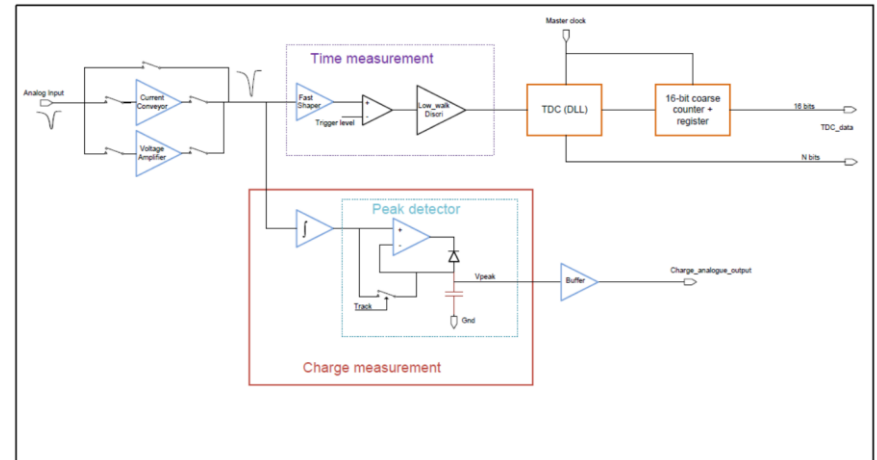 Master clock
Time measurement
Analog Input
Current
Conveyor
Fast
Shaper
+
-
Trigger level
Low_walk
Discri
TDC (DLL)
16-bit coarse
counter +
register
16 bits
TDC_data
Voltage
Amplifier
N bits
Peak detector
∫
+
-
Vpeak
Buffer
Charge_analogue_output
Track
Gnd
Charge measurement